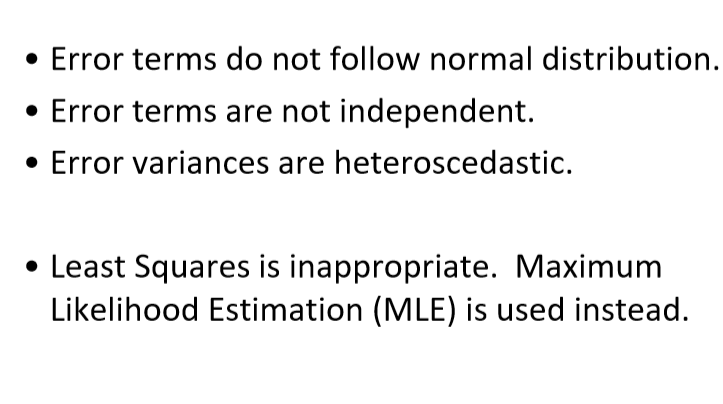 • Error terms do not follow normal distribution.
• Error terms are not independent.
• Error variances are heteroscedastic.
• Least Squares is inappropriate.  Maximum
Likelihood Estimation (MLE) is used instead.